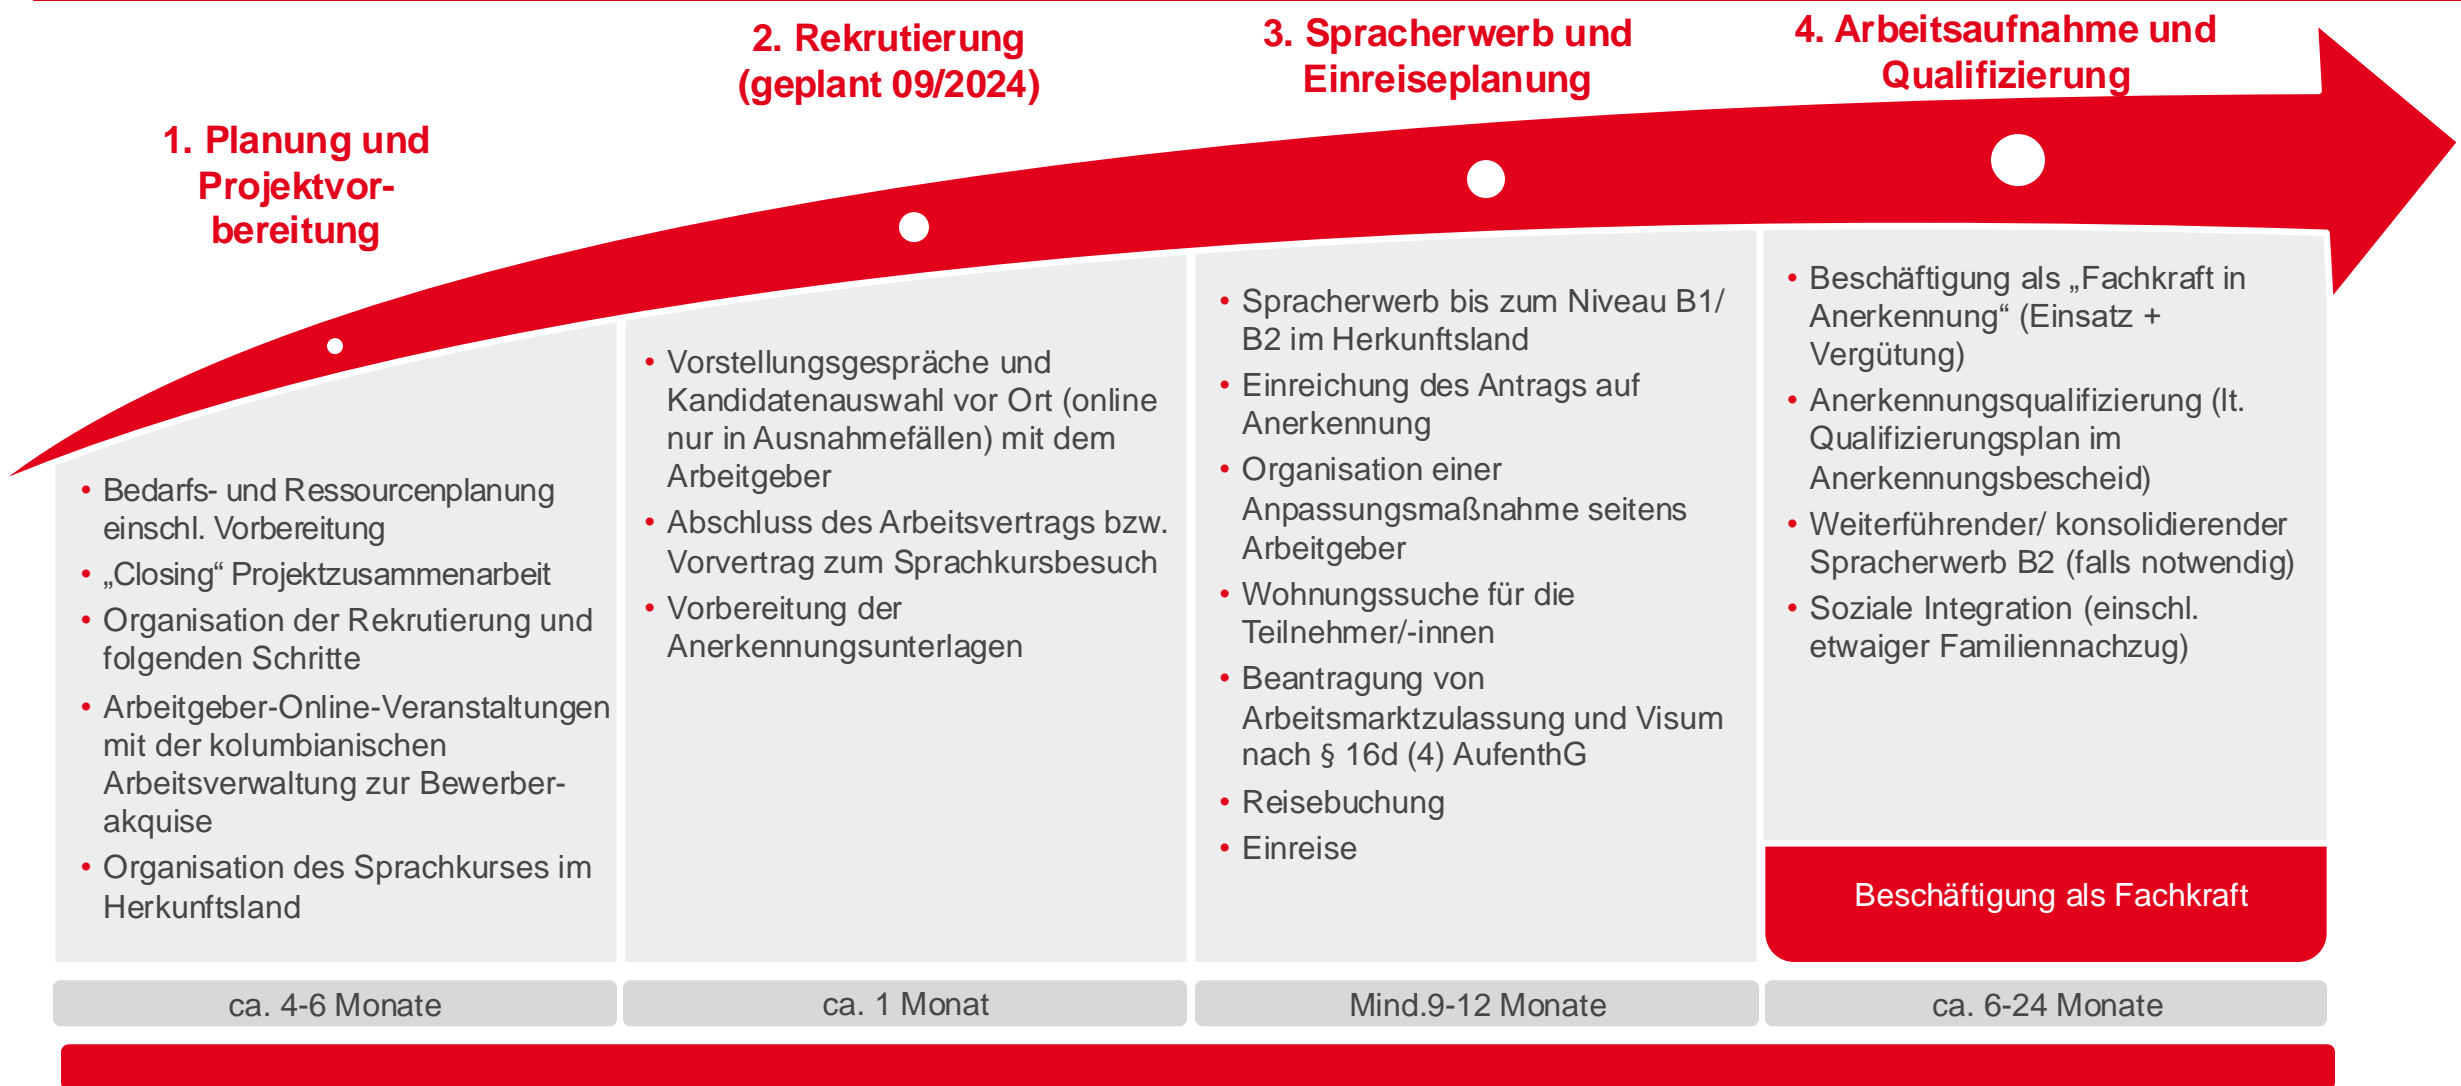 1. Planung und
Projektvor-
bereitung
• Bedarfs- und Ressourcenplanung
einschl. Vorbereitung
• „Closing“ Projektzusammenarbeit
• Organisation der Rekrutierung und
folgenden Schritte
• Arbeitgeber-Online-Veranstaltungen
mit der kolumbianischen
Arbeitsverwaltung zur Bewerber-
akquise
• Organisation des Sprachkurses im
Herkunftsland
ca. 4-6 Monate
2. Rekrutierung
(geplant 09/2024)
• Vorstellungsgespräche und
Kandidatenauswahl vor Ort (online
nur in Ausnahmefällen) mit dem
Arbeitgeber
• Abschluss des Arbeitsvertrags bzw.
Vorvertrag zum Sprachkursbesuch
• Vorbereitung der
Anerkennungsunterlagen
ca. 1 Monat
3. Spracherwerb und
Einreiseplanung
• Spracherwerb bis zum Niveau B1/
B2 im Herkunftsland
• Einreichung des Antrags auf
Anerkennung
• Organisation einer
Anpassungsmaßnahme seitens
Arbeitgeber
• Wohnungssuche für die
Teilnehmer/-innen
• Beantragung von
Arbeitsmarktzulassung und Visum
nach § 16d (4) AufenthG
• Reisebuchung
• Einreise
Mind.9-12 Monate
4. Arbeitsaufnahme und
Qualifizierung
• Beschäftigung als „Fachkraft in
Anerkennung“ (Einsatz +
Vergütung)
• Anerkennungsqualifizierung (lt.
Qualifizierungsplan im
Anerkennungsbescheid)
• Weiterführender/ konsolidierender
Spracherwerb B2 (falls notwendig)
• Soziale Integration (einschl.
etwaiger Familiennachzug)
Beschäftigung als Fachkraft
ca. 6-24 Monate